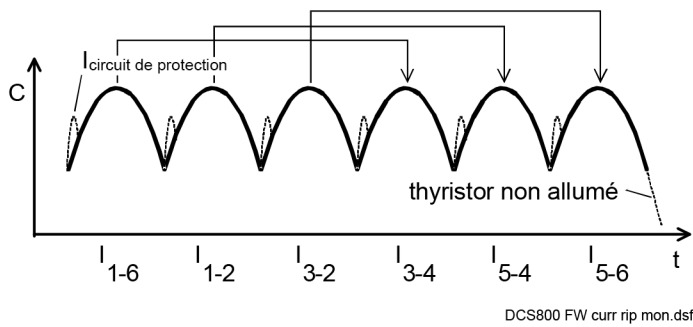 I circuit de protection
C
thyristor non allumé
I 1-6 I 1-2 I 3-2 I 3-4 I 5-4 I 5-6 t
DCS800 FW curr rip mon.dsf